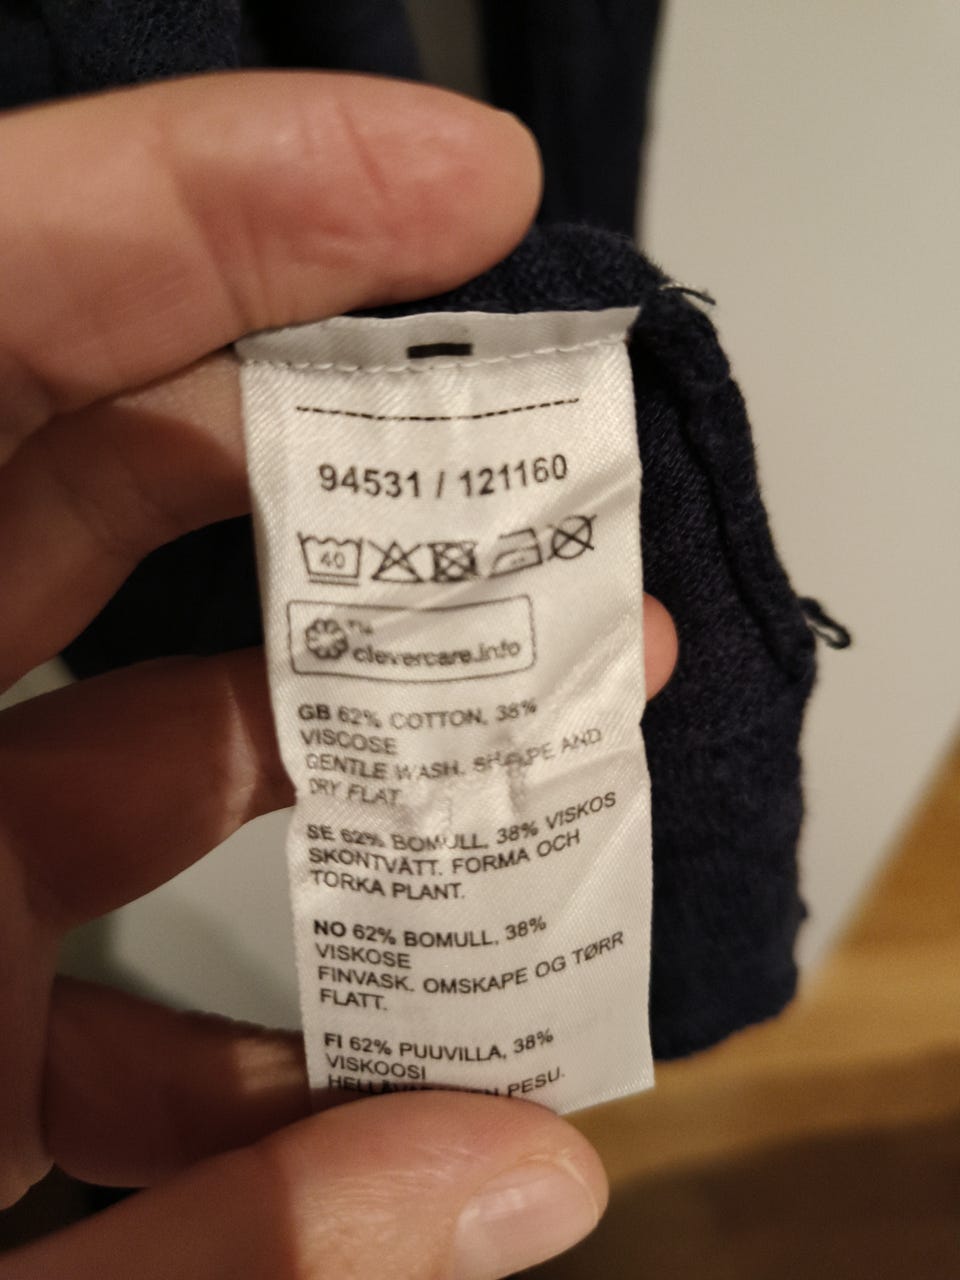 94531 / 121160
40
clevercare.info
GB 62% COTTON, 38%
VISCOSE
GENTLE WASH. SHAPE AND
DRY FLAT.
SE 62% BOMULL, 38% VISKOS
SKONTVÄTT. FORMA OCH
TORKA PLANT.
NO 62% BOMULL, 38%
VISKOSE
FINVASK. OMSKAPE OG TØRR
FLATT.
FI 62% PUUVILLA, 38%
VISKOOSI
PESU.